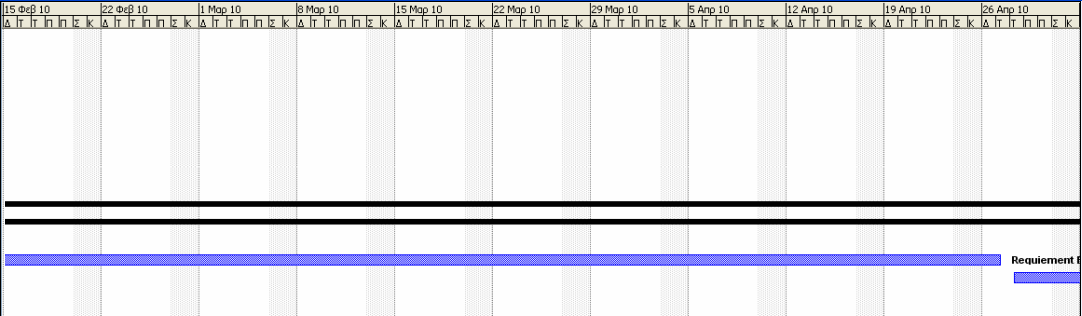 15 Φεβ 10 22 Φεβ 10 1 Μαρ 10 8 Μαρ 10 15 Μαρ 10 22 Μαρ 10 29 Μαρ 10 5 Απρ 10 12 Απρ 10 19 Απρ 10 26 Απρ 10
Δ Τ Τ Π Π Σ Κ Δ Τ Τ Π Π Σ Κ Δ Τ Τ Π Π Σ Κ Δ Τ Τ Π Π Σ Κ Δ Τ Τ Π Π Σ Κ Δ Τ Τ Π Π Σ Κ Δ Τ Τ Π Π Σ Κ Δ Τ Τ Π Π Σ Κ Δ Τ Τ Π Π Σ Κ Δ Τ Τ Π Π Σ Κ Δ Τ Τ Π Π Σ Κ
Requiement